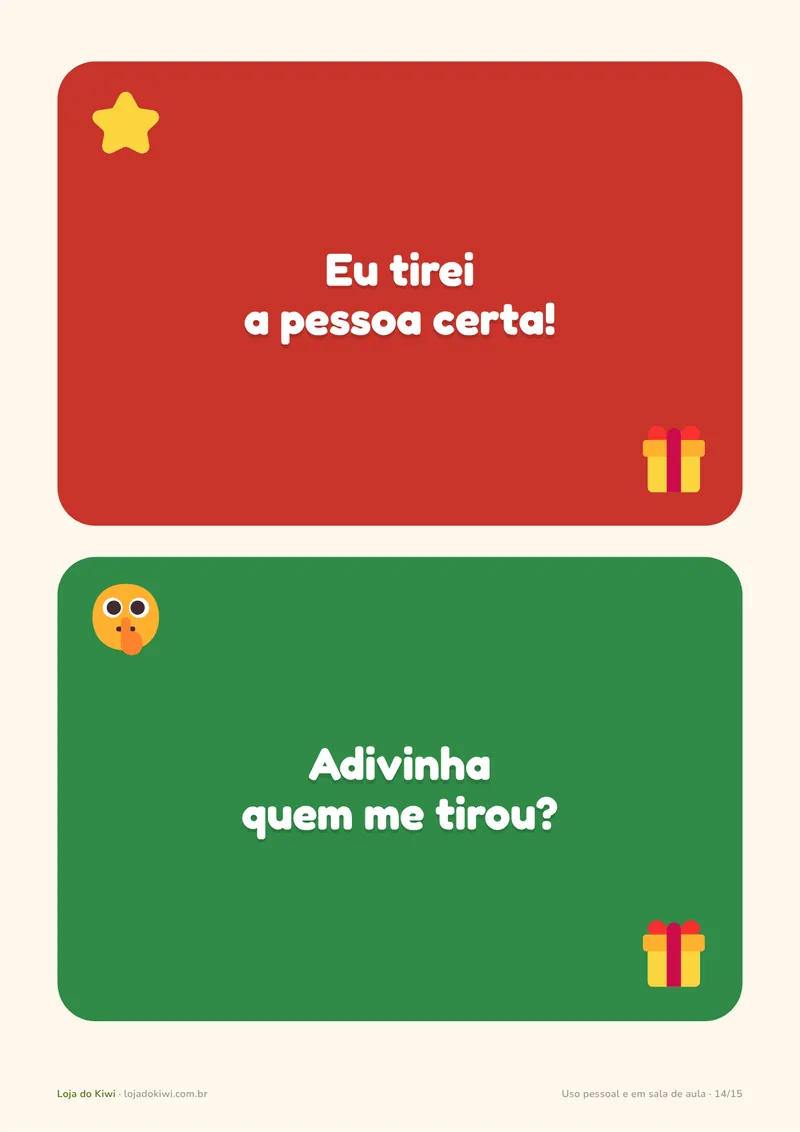 Eu tirei
a pessoa certa!
Adivinha
quem me tirou?
Loja do Kiwi · lojadokiwi.com.br
Uso pessoal e em sala de aula · 14/15